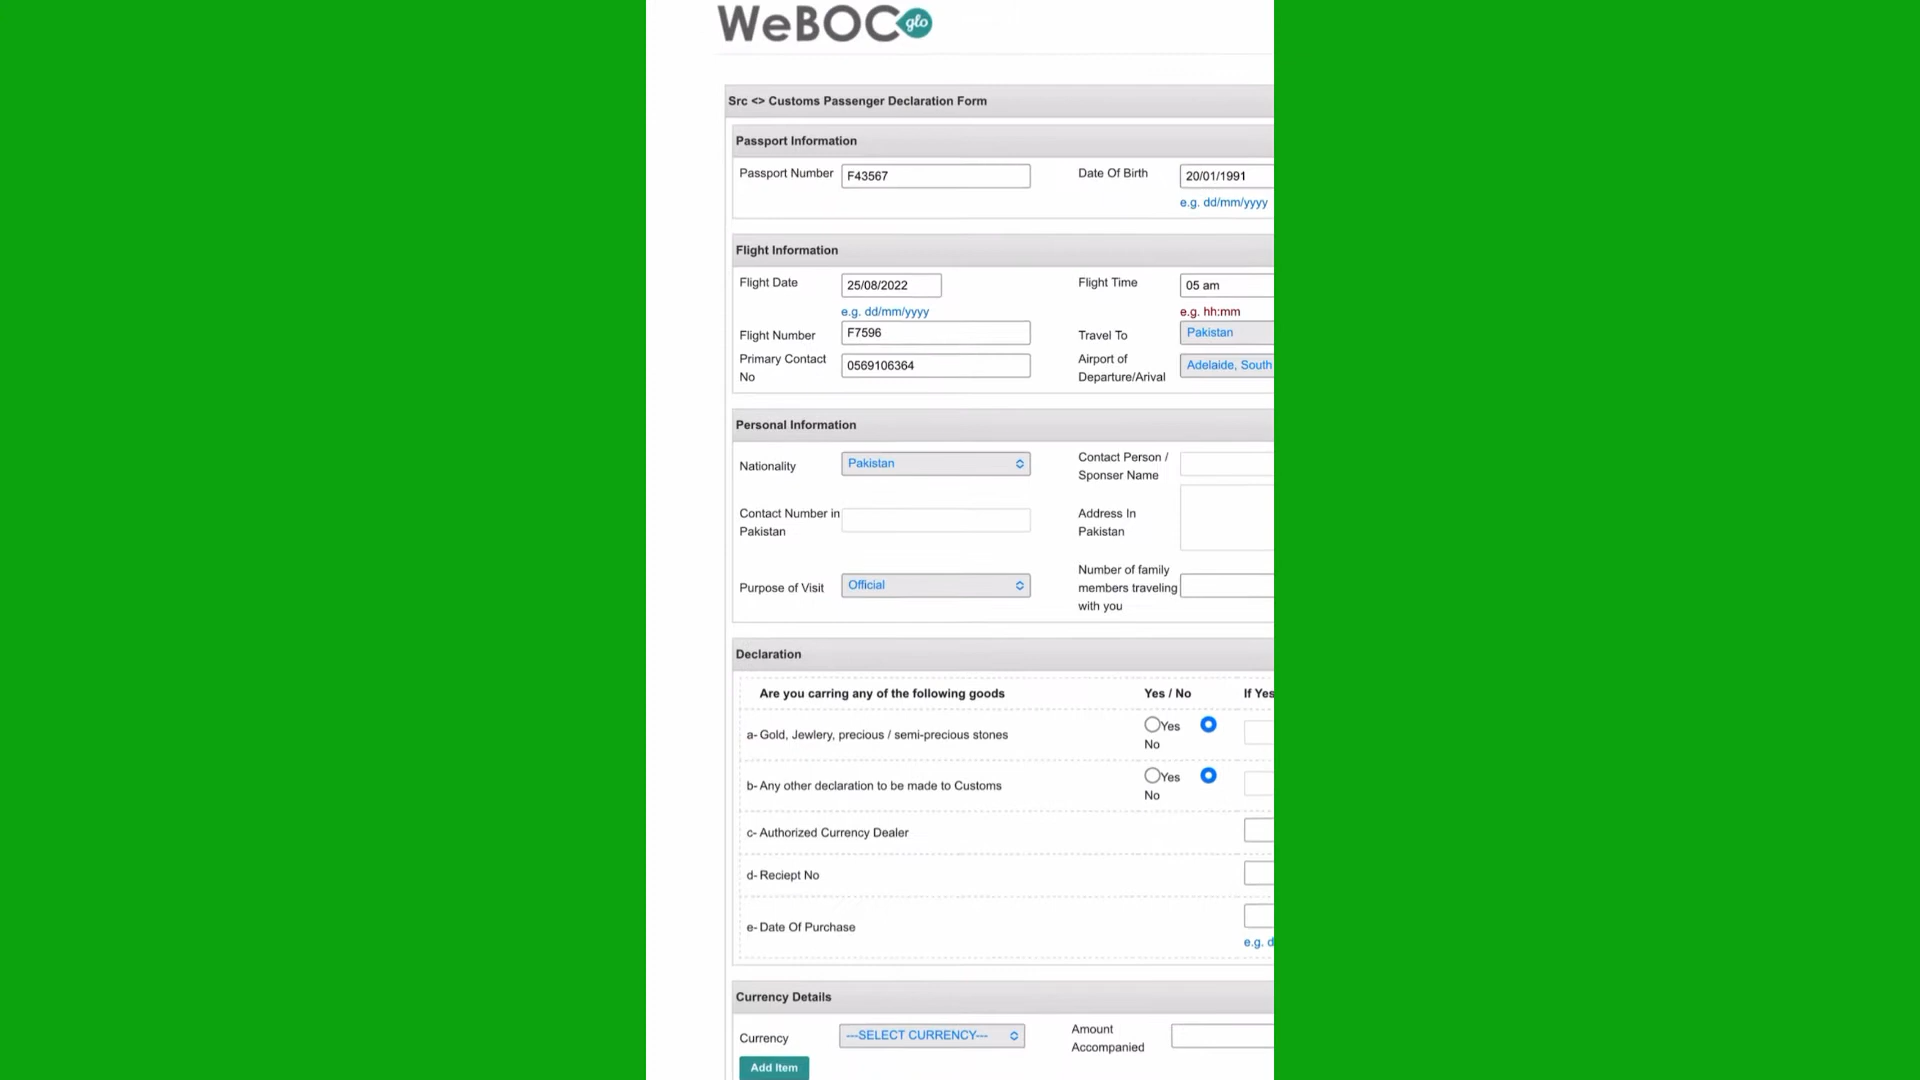 WeBOC glo
Src <> Customs Passenger Declaration Form
Passport Information
Passport Number F43567 Date Of Birth 20/01/1991
e.g. dd/mm/yyyy
Flight Information
Flight Date 25/08/2022 Flight Time 05 am
e.g. dd/mm/yyyy e.g. hh:mm
Flight Number F7596 Travel To Pakistan
Primary Contact No 0569106364 Airport of Departure/Arival Adelaide, South
Personal Information
Nationality Pakistan Contact Person / Sponser Name
Contact Number in Pakistan Address In Pakistan
Purpose of Visit Official Number of family members traveling with you
Declaration
Are you carring any of the following goods Yes / No If Yes
a- Gold, Jewlery, precious / semi-precious stones Yes No
b- Any other declaration to be made to Customs Yes No
c- Authorized Currency Dealer
d- Reciept No
e- Date Of Purchase
e.g. d
Currency Details
Currency ---SELECT CURRENCY--- Amount Accompanied
Add Item